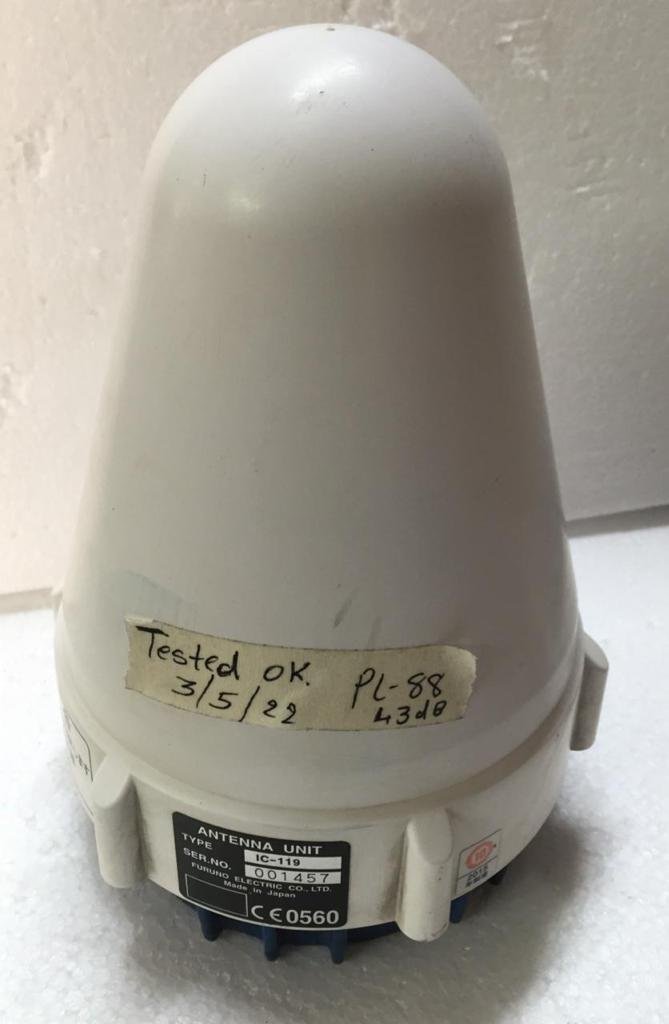 Tested OK.
3/5/22
PL-88
43dB
ANTENNA UNIT
TYPE IC-119
SER.NO. 001457
FURUNO ELECTRIC CO., LTD.
Made in Japan
CE0560